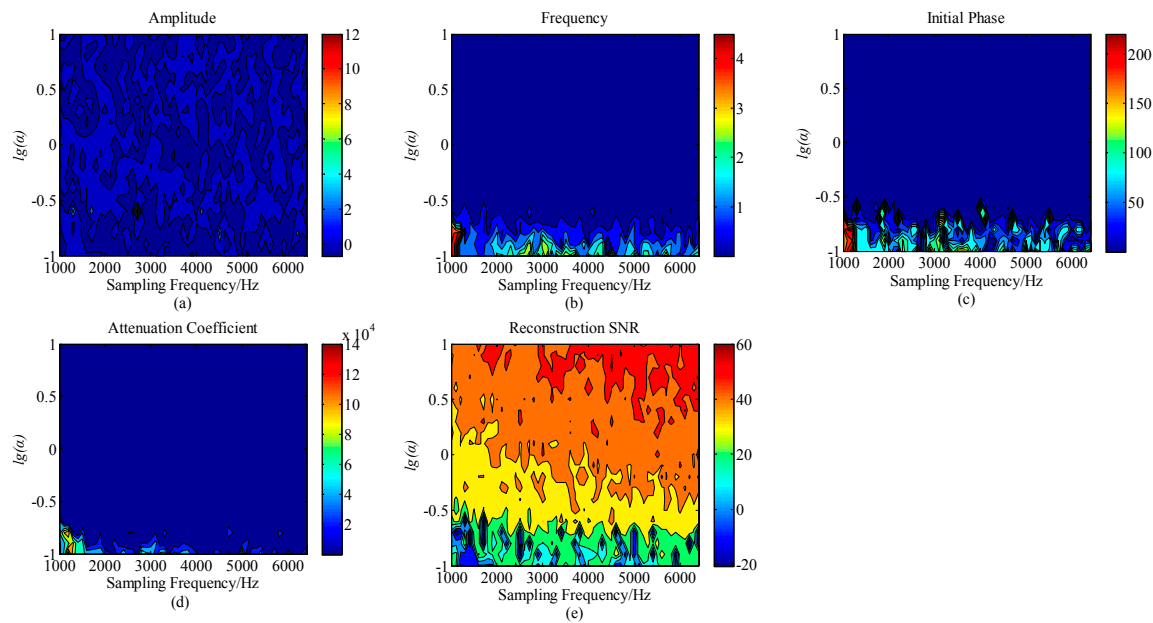 Amplitude
1
0.5
0
-0.5
-1
lg(α)
1000 2000 3000 4000 5000 6000
Sampling Frequency/Hz
(a)
12
10
8
6
4
2
0
Frequency
1
0.5
0
-0.5
-1
lg(α)
1000 2000 3000 4000 5000 6000
Sampling Frequency/Hz
(b)
4
3
2
1
Initial Phase
1
0.5
0
-0.5
-1
lg(α)
1000 2000 3000 4000 5000 6000
Sampling Frequency/Hz
(c)
200
150
100
50
Attenuation Coefficient
1
0.5
0
-0.5
-1
lg(α)
1000 2000 3000 4000 5000 6000
Sampling Frequency/Hz
(d)
x 10^4
14
12
10
8
6
4
2
Reconstruction SNR
1
0.5
0
-0.5
-1
lg(α)
1000 2000 3000 4000 5000 6000
Sampling Frequency/Hz
(e)
60
40
20
0
-20